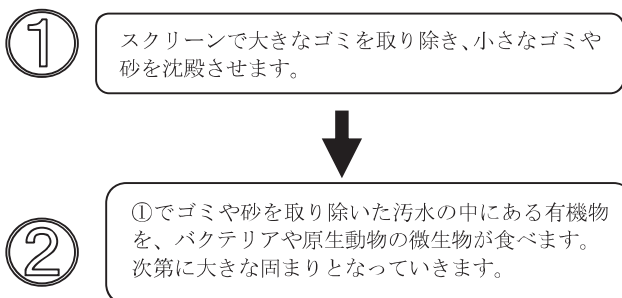 ①
スクリーンで大きなゴミを取り除き、小さなゴミや
砂を沈殿させます。
②
①でゴミや砂を取り除いた汚水の中にある有機物
を、バクテリアや原生動物の微生物が食べます。
次第に大きな固まりとなっていきます。